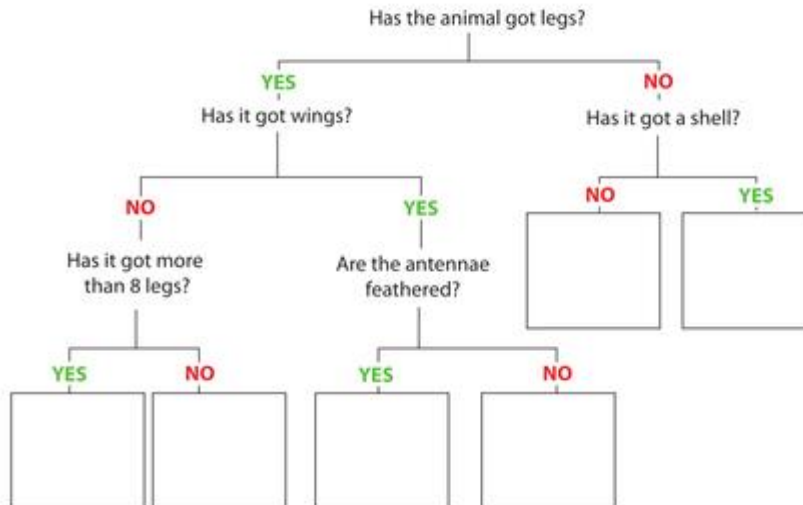 Has the animal got legs?
YES
NO
Has it got wings?
Has it got a shell?
NO
YES
NO
YES
Has it got more
than 8 legs?
Are the antennae
feathered?
YES
NO
YES
NO